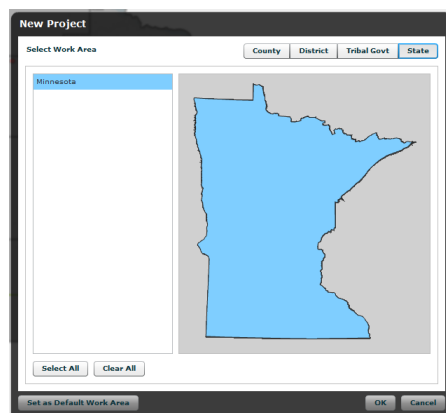 New Project
Select Work Area
County District Tribal Govt State
Minnesota
Select All Clear All
Set as Default Work Area OK Cancel